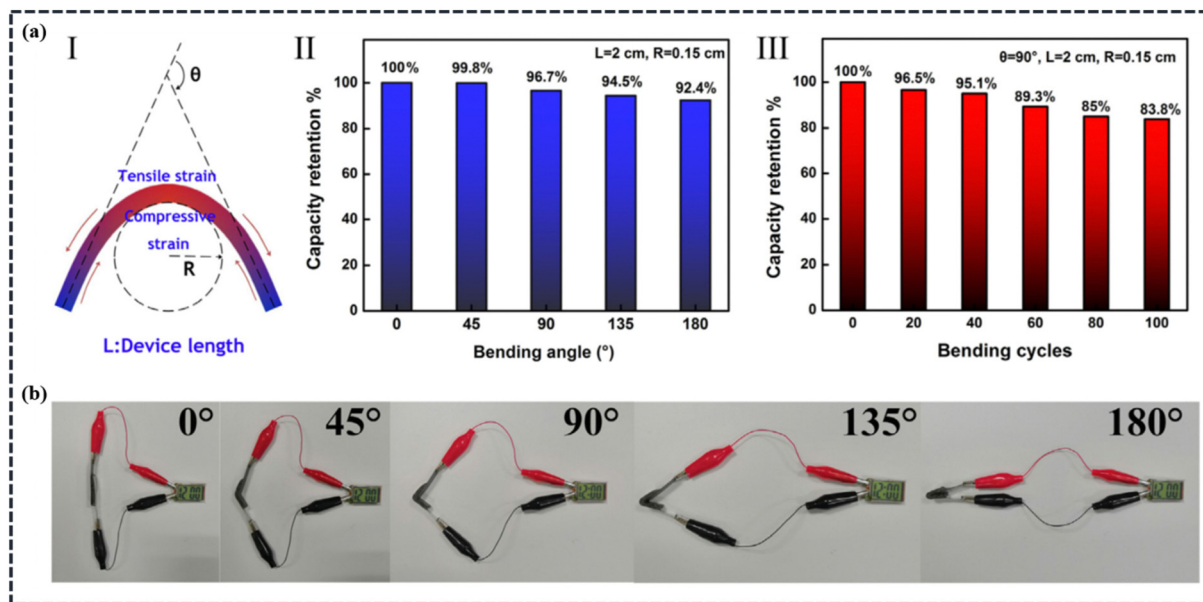 (a)
I
θ
Tensile strain
Compressive
strain
R
L:Device length
II
L=2 cm, R=0.15 cm
100% 99.8% 96.7% 94.5% 92.4%
Capacity retention %
100
80
60
40
20
0
0 45 90 135 180
Bending angle (°)
III
θ=90°, L=2 cm, R=0.15 cm
100% 96.5% 95.1% 89.3% 85% 83.8%
Capacity retention %
100
80
60
40
20
0
0 20 40 60 80 100
Bending cycles
(b)
0° 45° 90° 135° 180°
12:00